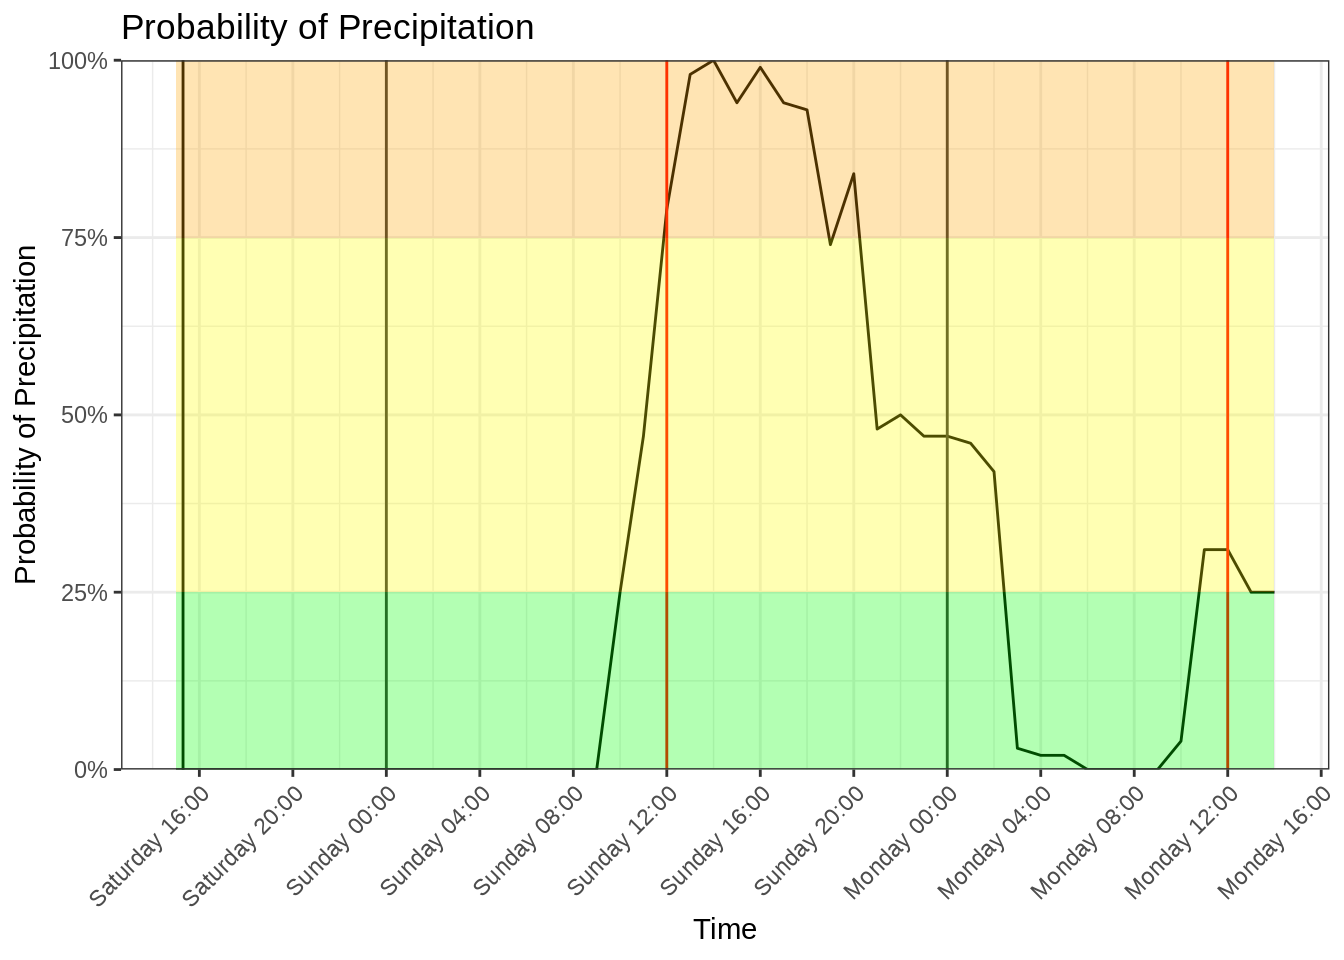 Probability of Precipitation
Probability of Precipitation
100%
75%
50%
25%
0%
Saturday 16:00
Saturday 20:00
Sunday 00:00
Sunday 04:00
Sunday 08:00
Sunday 12:00
Sunday 16:00
Sunday 20:00
Monday 00:00
Monday 04:00
Monday 08:00
Monday 12:00
Monday 16:00
Time